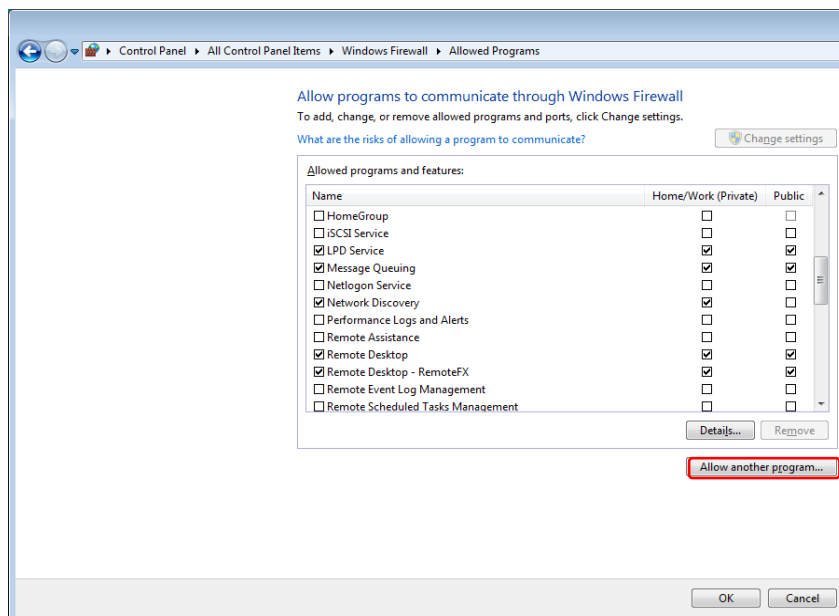 Control Panel ▸ All Control Panel Items ▸ Windows Firewall ▸ Allowed Programs
Allow programs to communicate through Windows Firewall
To add, change, or remove allowed programs and ports, click Change settings.
What are the risks of allowing a program to communicate?
Change settings
Allowed programs and features:
Name Home/Work (Private) Public
HomeGroup
iSCSI Service
LPD Service
Message Queuing
Netlogon Service
Network Discovery
Performance Logs and Alerts
Remote Assistance
Remote Desktop
Remote Desktop - RemoteFX
Remote Event Log Management
Remote Scheduled Tasks Management
Details... Remove
Allow another program...
OK Cancel